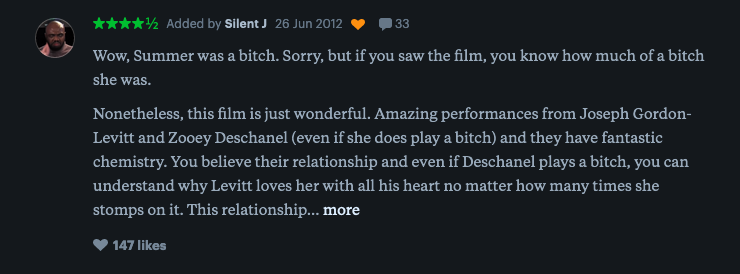 ★★★★½ Added by Silent J 26 Jun 2012 33
Wow, Summer was a bitch. Sorry, but if you saw the film, you know how much of a bitch
she was.
Nonetheless, this film is just wonderful. Amazing performances from Joseph Gordon-
Levitt and Zooey Deschanel (even if she does play a bitch) and they have fantastic
chemistry. You believe their relationship and even if Deschanel plays a bitch, you can
understand why Levitt loves her with all his heart no matter how many times she
stomps on it. This relationship... more
147 likes